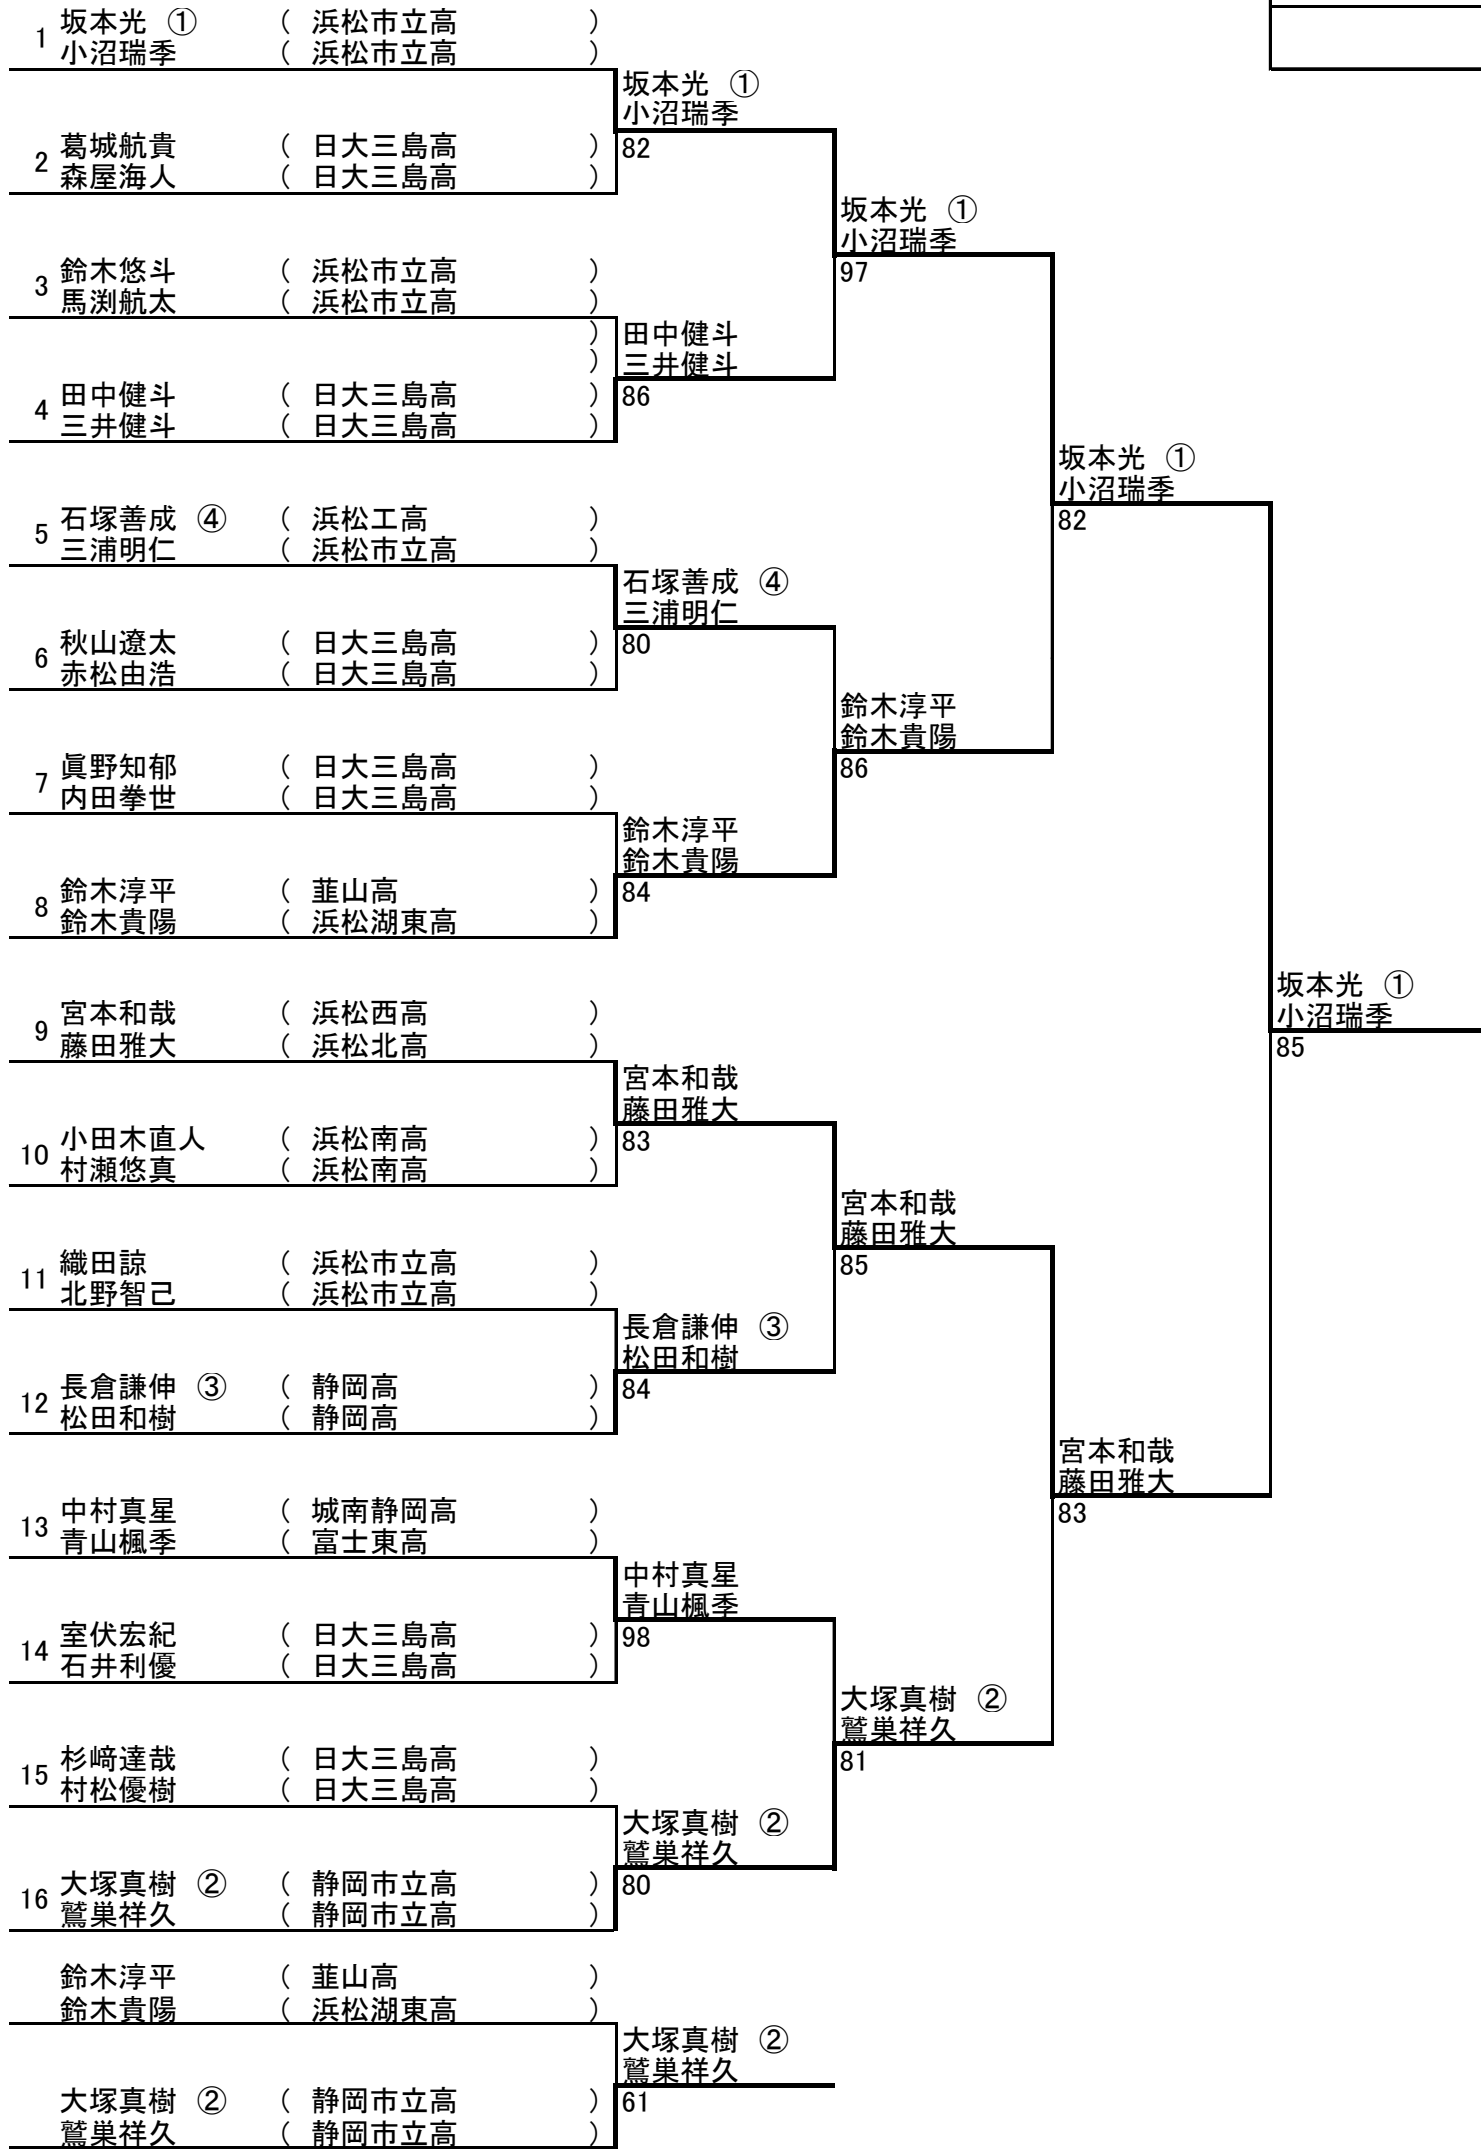 1 坂本光 ① ( 浜松市立高 )
小沼瑞季 ( 浜松市立高 )
坂本光 ①
小沼瑞季
82
2 葛城航貴 ( 日大三島高 )
森屋海人 ( 日大三島高 )
坂本光 ①
小沼瑞季
97
3 鈴木悠斗 ( 浜松市立高 )
馬渕航太 ( 浜松市立高 )
)
)
田中健斗
三井健斗
86
4 田中健斗 ( 日大三島高 )
三井健斗 ( 日大三島高 )
坂本光 ①
小沼瑞季
82
5 石塚善成 ④ ( 浜松工高 )
三浦明仁 ( 浜松市立高 )
石塚善成 ④
三浦明仁
80
6 秋山遼太 ( 日大三島高 )
赤松由浩 ( 日大三島高 )
鈴木淳平
鈴木貴陽
86
7 眞野知郁 ( 日大三島高 )
内田拳世 ( 日大三島高 )
鈴木淳平
鈴木貴陽
84
8 鈴木淳平 ( 韮山高 )
鈴木貴陽 ( 浜松湖東高 )
坂本光 ①
小沼瑞季
85
9 宮本和哉 ( 浜松西高 )
藤田雅大 ( 浜松北高 )
宮本和哉
藤田雅大
83
10 小田木直人 ( 浜松南高 )
村瀬悠真 ( 浜松南高 )
宮本和哉
藤田雅大
85
11 織田諒 ( 浜松市立高 )
北野智己 ( 浜松市立高 )
長倉謙伸 ③
松田和樹
84
12 長倉謙伸 ③ ( 静岡高 )
松田和樹 ( 静岡高 )
宮本和哉
藤田雅大
83
13 中村真星 ( 城南静岡高 )
青山楓季 ( 富士東高 )
中村真星
青山楓季
98
14 室伏宏紀 ( 日大三島高 )
石井利優 ( 日大三島高 )
大塚真樹 ②
鷲巣祥久
81
15 杉﨑達哉 ( 日大三島高 )
村松優樹 ( 日大三島高 )
大塚真樹 ②
鷲巣祥久
80
16 大塚真樹 ② ( 静岡市立高 )
鷲巣祥久 ( 静岡市立高 )
鈴木淳平 ( 韮山高 )
鈴木貴陽 ( 浜松湖東高 )
大塚真樹 ②
鷲巣祥久
61
大塚真樹 ② ( 静岡市立高 )
鷲巣祥久 ( 静岡市立高 )